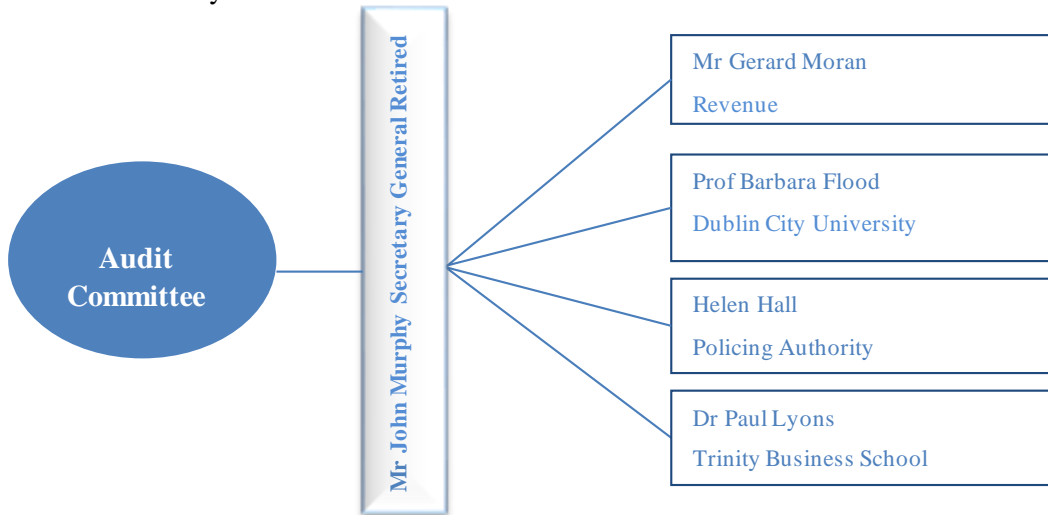 Audit
Committee
Mr John Murphy Secretary General Retired
Mr Gerard Moran
Revenue
Prof Barbara Flood
Dublin City University
Helen Hall
Policing Authority
Dr Paul Lyons
Trinity Business School